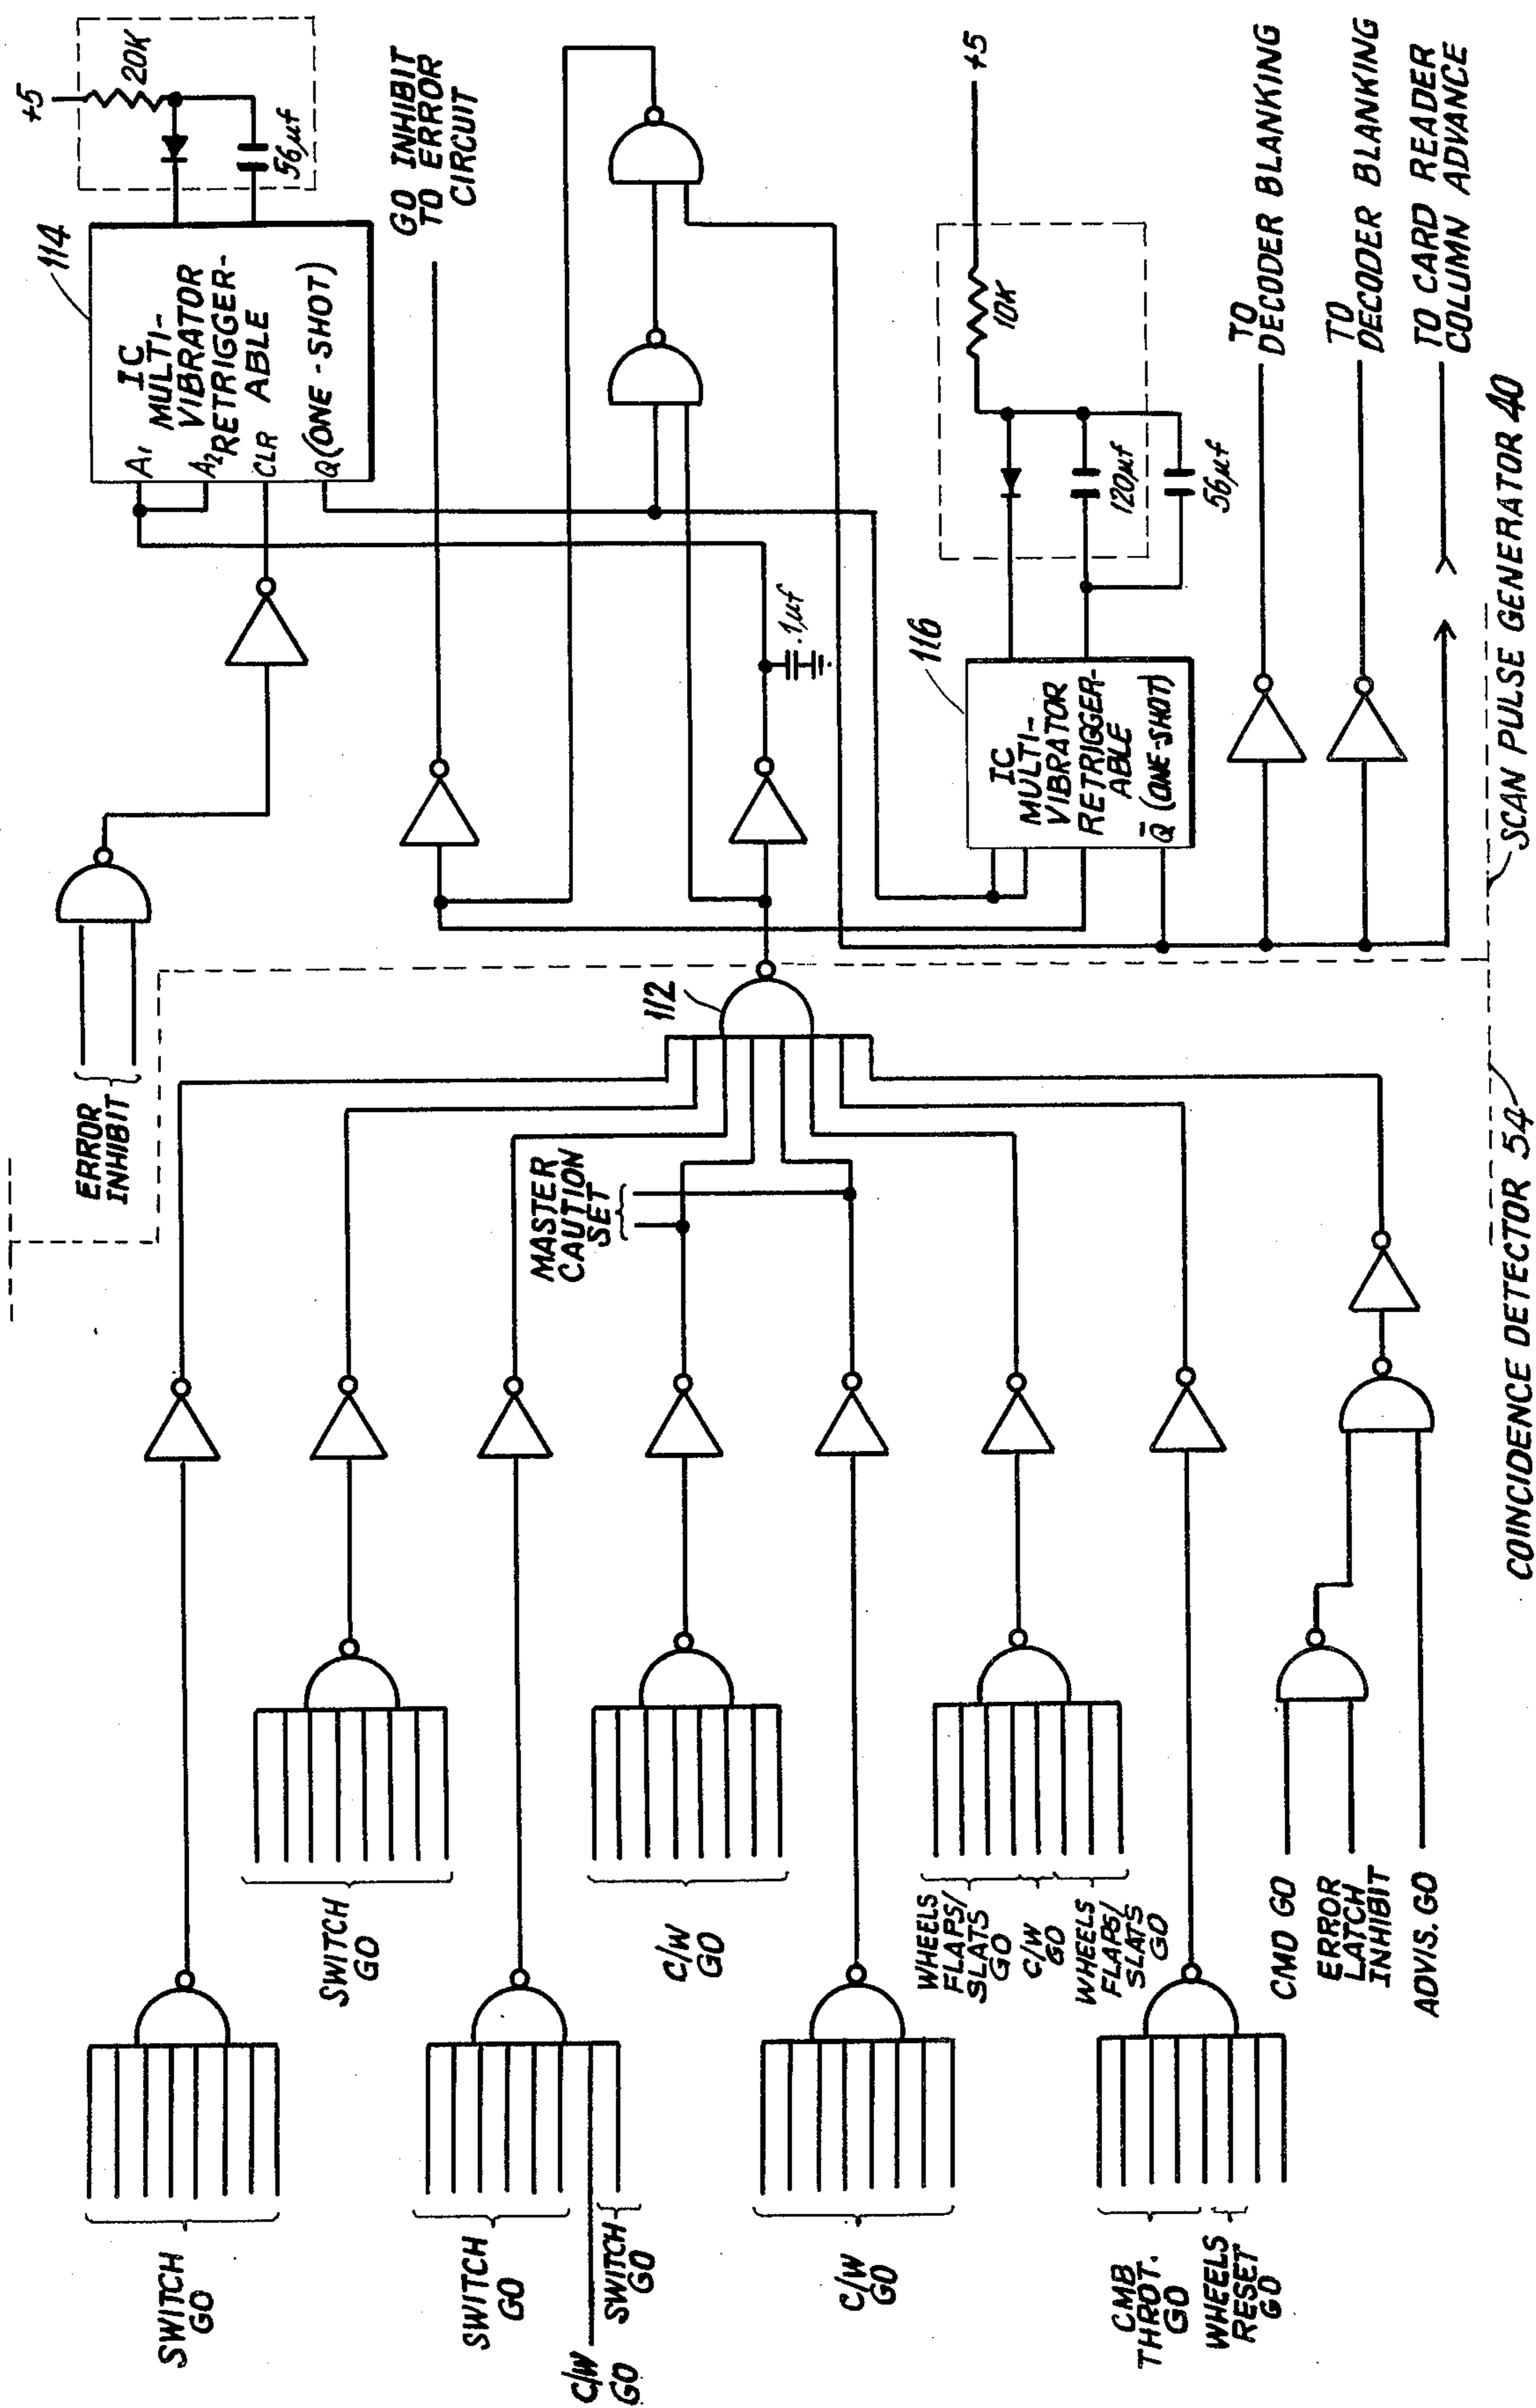 +5
20K
56µf
114
IC
MULTI-
VIBRATOR
RETRIGGER-
ABLE
(ONE-SHOT)
A1
A2
CLR
Q
GO INHIBIT
TO ERROR
CIRCUIT
ERROR
INHIBIT
.1µf
+5
10K
120µf
56µf
116
IC
MULTI-
VIBRATOR
RETRIGGER-
ABLE
Q̄ (ONE-SHOT)
TO
DECODER BLANKING
TO
DECODER BLANKING
TO CARD READER
COLUMN ADVANCE
SCAN PULSE GENERATOR 40
112
MASTER
CAUTION
SET
SWITCH
GO
SWITCH
GO
SWITCH
GO
C/W
GO
SWITCH
GO
C/W
GO
C/W
GO
WHEELS
FLAPS/
SLATS
GO
C/W
GO
WHEELS
FLAPS/
SLATS
GO
CMB
THROT.
GO
WHEELS
RESET
GO
CMD GO
ERROR
LATCH
INHIBIT
ADVIS. GO
COINCIDENCE DETECTOR 54